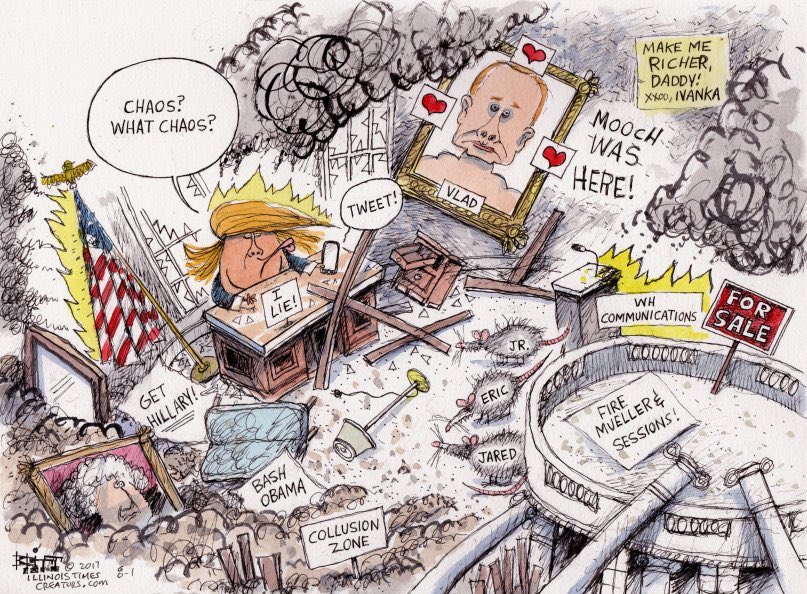 CHAOS?
WHAT CHAOS?
MAKE ME
RICHER,
DADDY!
XXOO, IVANKA
MOOCH
WAS
HERE!
VLAD
TWEET!
I
LIE!
WH
COMMUNICATIONS
FOR
SALE
JR.
ERIC
JARED
FIRE
MUELLER &
SESSIONS!
GET
HILLARY!
BASH
OBAMA
COLLUSION
ZONE
© 2017
ILLINOIS TIMES
CREATORS.COM
8-1